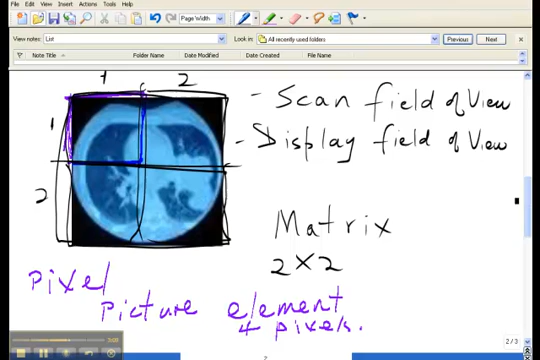 View Insert Actions Tools Help
Page Width
View notes: List Look in: All recently used folders Previous Next
Note Title Folder Name Date Modified Date Created File Name
1 2
- Scan field of View
1
- Display field of View
2
Matrix
2×2
Pixel
Picture element
4 pixels.
2/3